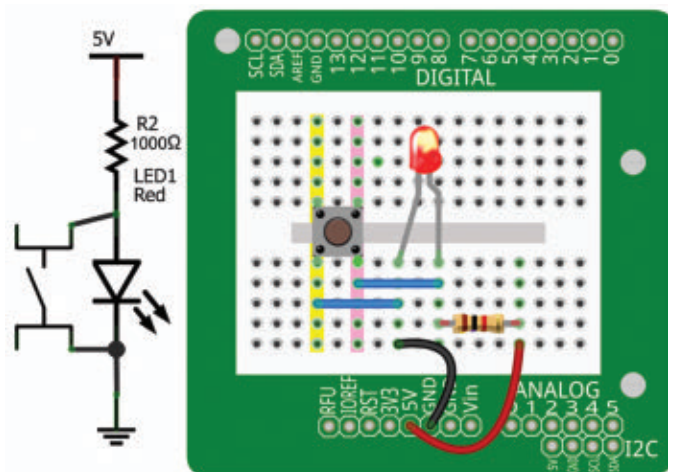 5V
R2
1000Ω
LED1
Red
SCL
SDA
AREF
GND
13
12
11
10
9
8
7
6
5
4
3
2
1
0
DIGITAL
RFU
IOREF
RST
3V3
5V
GND
Vin
ANALOG
0 1 2 3 4 5
I2C
5V